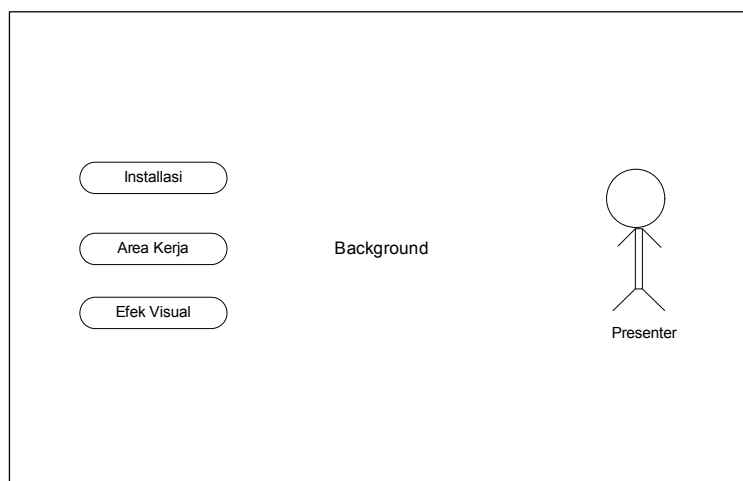 Installasi
Area Kerja
Background
Efek Visual
Presenter